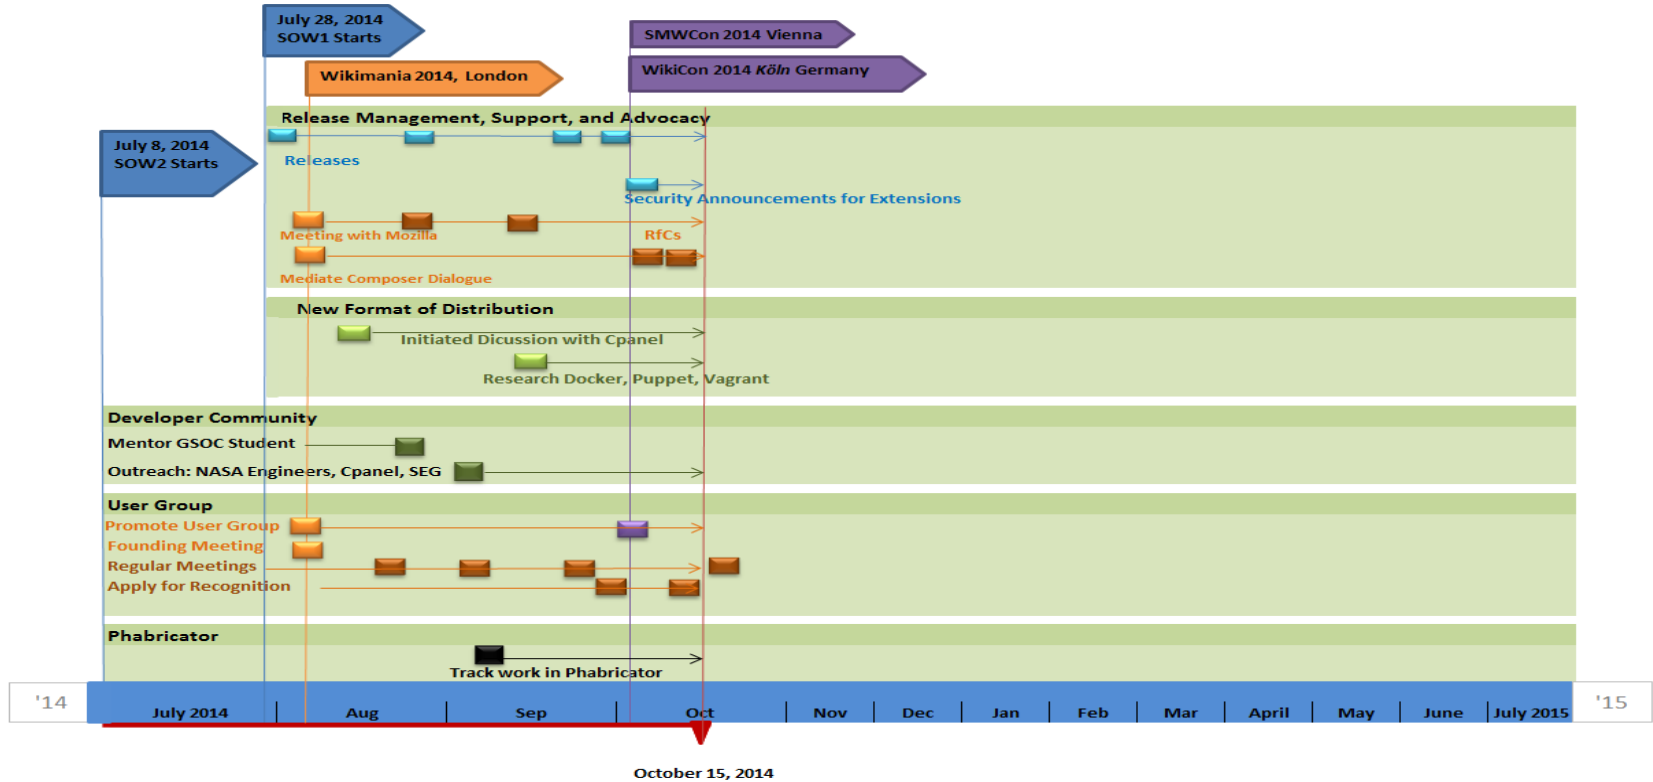 July 28, 2014
SOW1 Starts
SMWCon 2014 Vienna
WikiCon 2014 Köln Germany
Wikimania 2014, London
Release Management, Support, and Advocacy
July 8, 2014
SOW2 Starts
Releases
Security Announcements for Extensions
Meeting with Mozilla
RfCs
Mediate Composer Dialogue
New Format of Distribution
Initiated Dicussion with Cpanel
Research Docker, Puppet, Vagrant
Developer Community
Mentor GSOC Student
Outreach: NASA Engineers, Cpanel, SEG
User Group
Promote User Group
Founding Meeting
Regular Meetings
Apply for Recognition
Phabricator
Track work in Phabricator
'14
July 2014
Aug
Sep
Oct
Nov
Dec
Jan
Feb
Mar
April
May
June
July 2015
'15
October 15, 2014